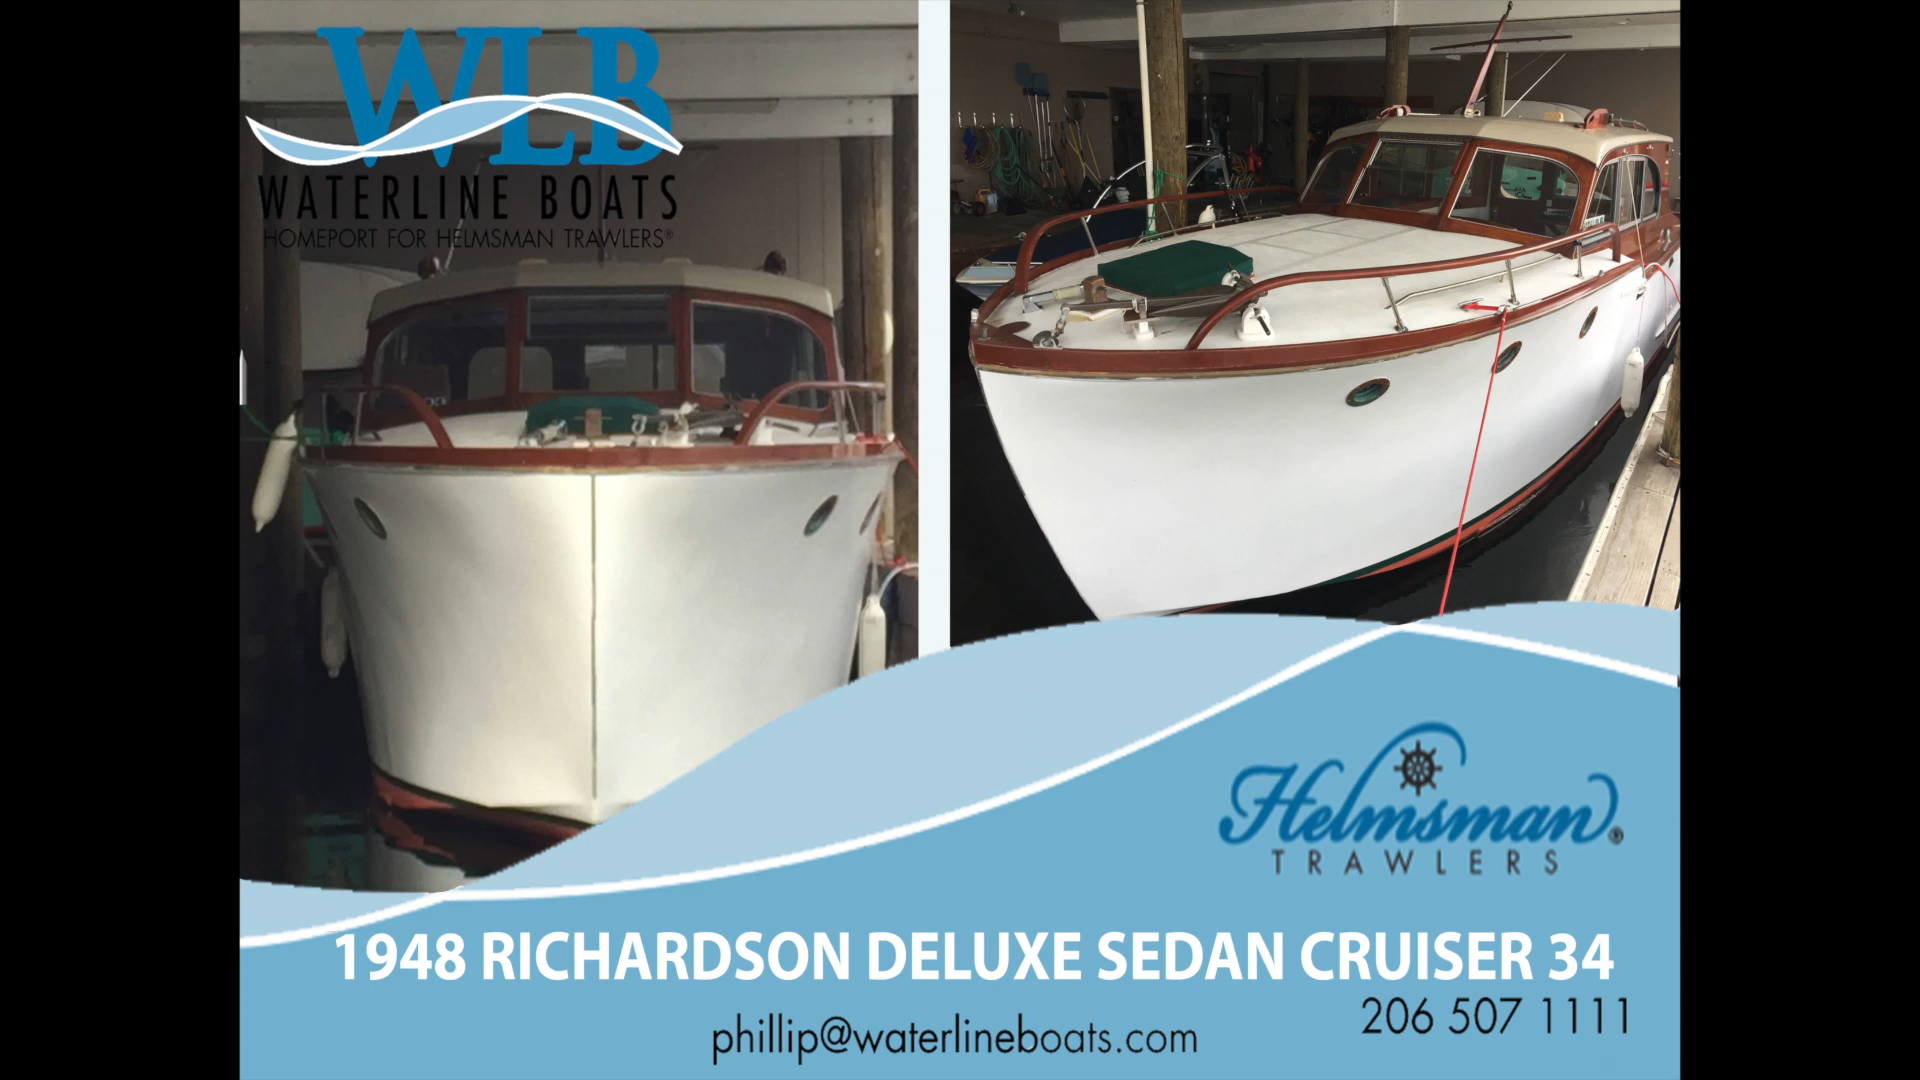 WLB
WATERLINE BOATS
HOMEPORT FOR HELMSMAN TRAWLERS®
Helmsman®
TRAWLERS
1948 RICHARDSON DELUXE SEDAN CRUISER 34
206 507 1111
phillip@waterlineboats.com